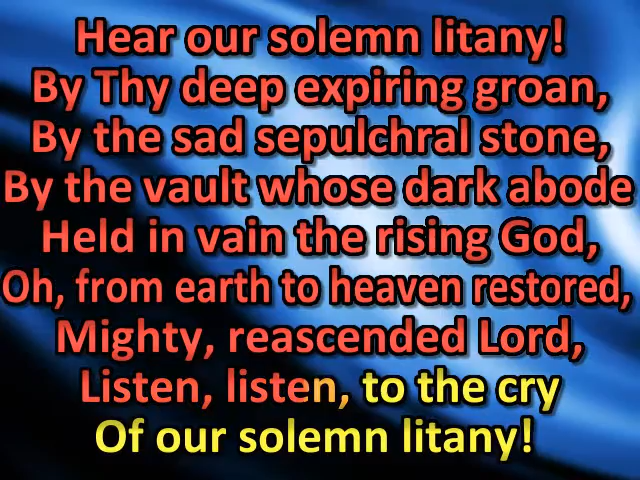 Hear our solemn litany!
By Thy deep expiring groan,
By the sad sepulchral stone,
By the vault whose dark abode
Held in vain the rising God,
Oh, from earth to heaven restored,
Mighty, reascended Lord,
Listen, listen, to the cry
Of our solemn litany!